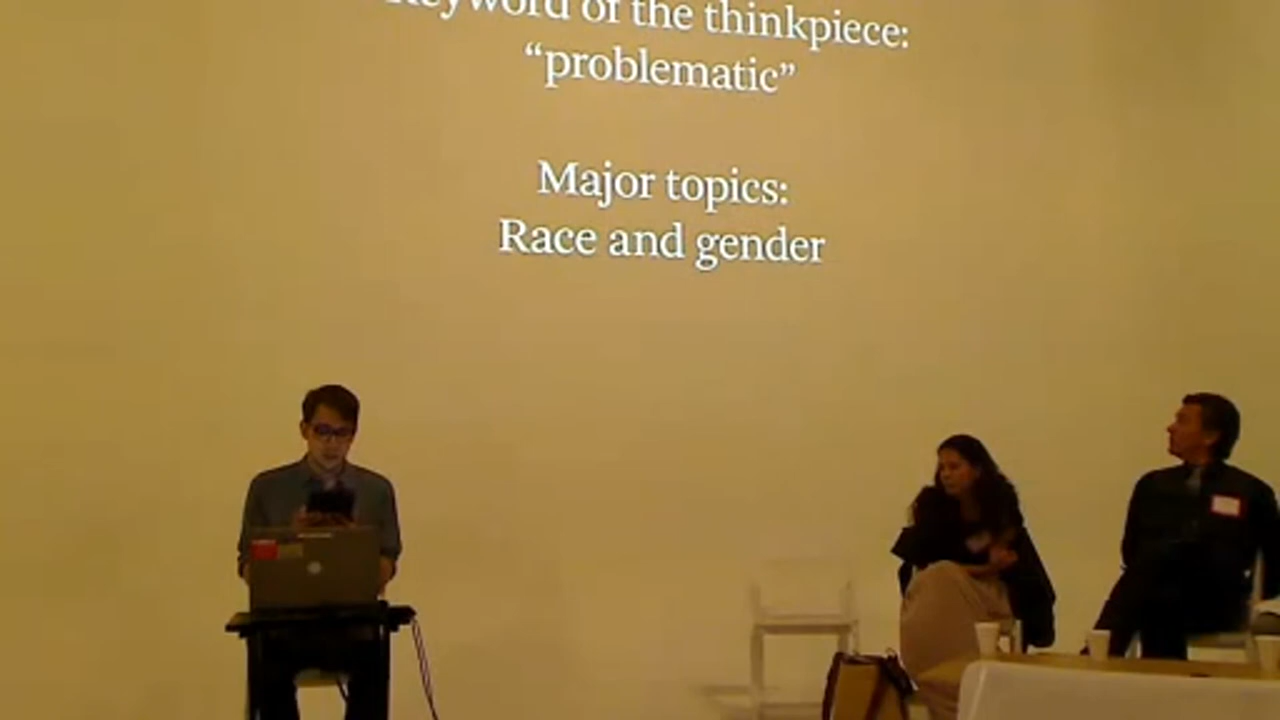 Keyword of the thinkpiece:
“problematic”
Major topics:
Race and gender